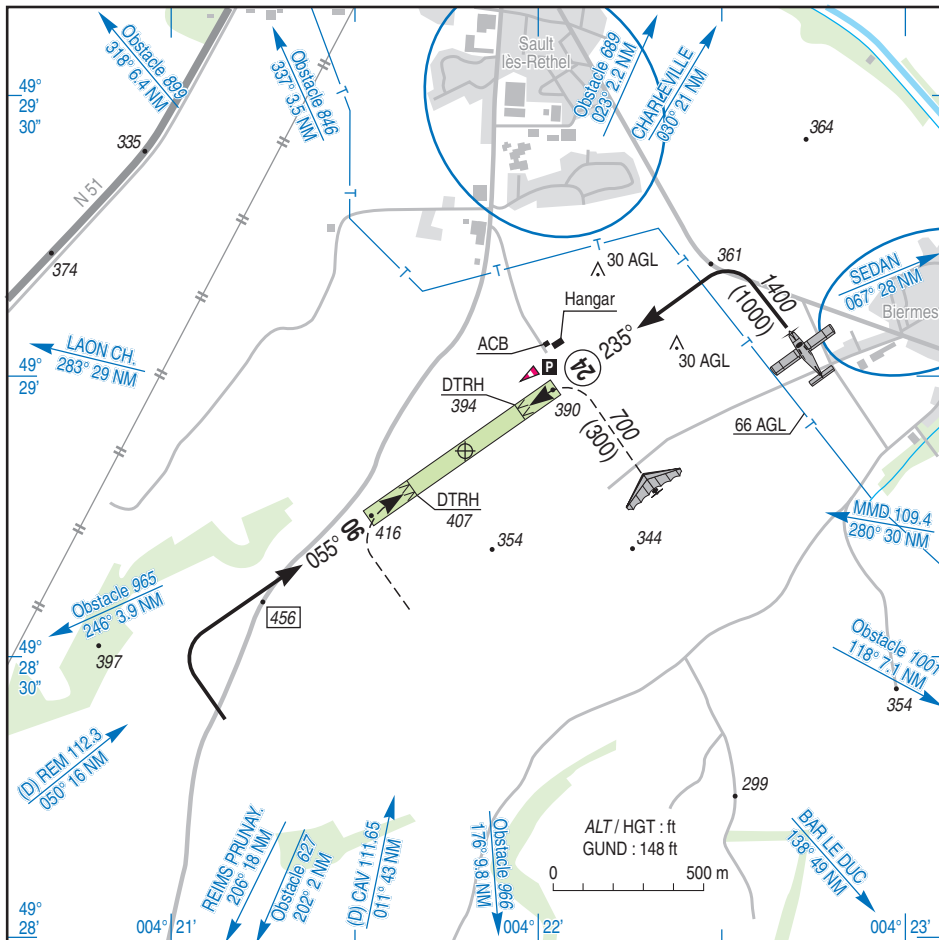 Obstacle 899
318° 6.4 NM
Obstacle 846
337° 3.5 NM
Sault
lès-Rethel
Obstacle 689
023° 2.2 NM
CHARLEVILLE
030° 21 NM
49°
29'
30"
335
364
N 51
374
361
30 AGL
SEDAN
067° 28 NM
Biermes
1400
(1000)
Hangar
ACB
235°
24
P
30 AGL
LAON CH.
283° 29 NM
49°
29'
DTRH
394
390
700
(300)
66 AGL
DTRH
407
416
06
055°
354
344
MMD 109.4
280° 30 NM
Obstacle 965
246° 3.9 NM
456
397
49°
28'
30"
Obstacle 1001
118° 7.1 NM
354
(D) REM 112.3
050° 16 NM
299
REIMS PRUNAY.
206° 18 NM
Obstacle 627
202° 2 NM
(D) CAV 111.65
011° 43 NM
Obstacle 966
176° 9.8 NM
ALT / HGT : ft
GUND : 148 ft
0 500 m
BAR LE DUC
138° 49 NM
49°
28'
004° 21'
004° 22'
004° 23'
T
T
T
T
T
T
T
T
T
T